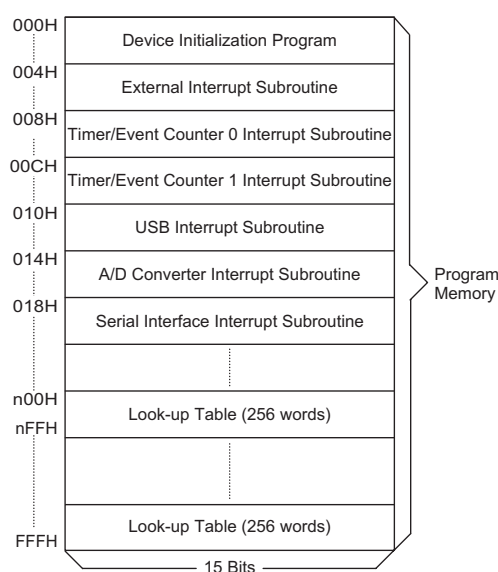 000H
Device Initialization Program
004H
External Interrupt Subroutine
008H
Timer/Event Counter 0 Interrupt Subroutine
00CH
Timer/Event Counter 1 Interrupt Subroutine
010H
USB Interrupt Subroutine
014H
A/D Converter Interrupt Subroutine
018H
Serial Interface Interrupt Subroutine
Program
Memory
n00H
Look-up Table (256 words)
nFFH
Look-up Table (256 words)
FFFH
15 Bits